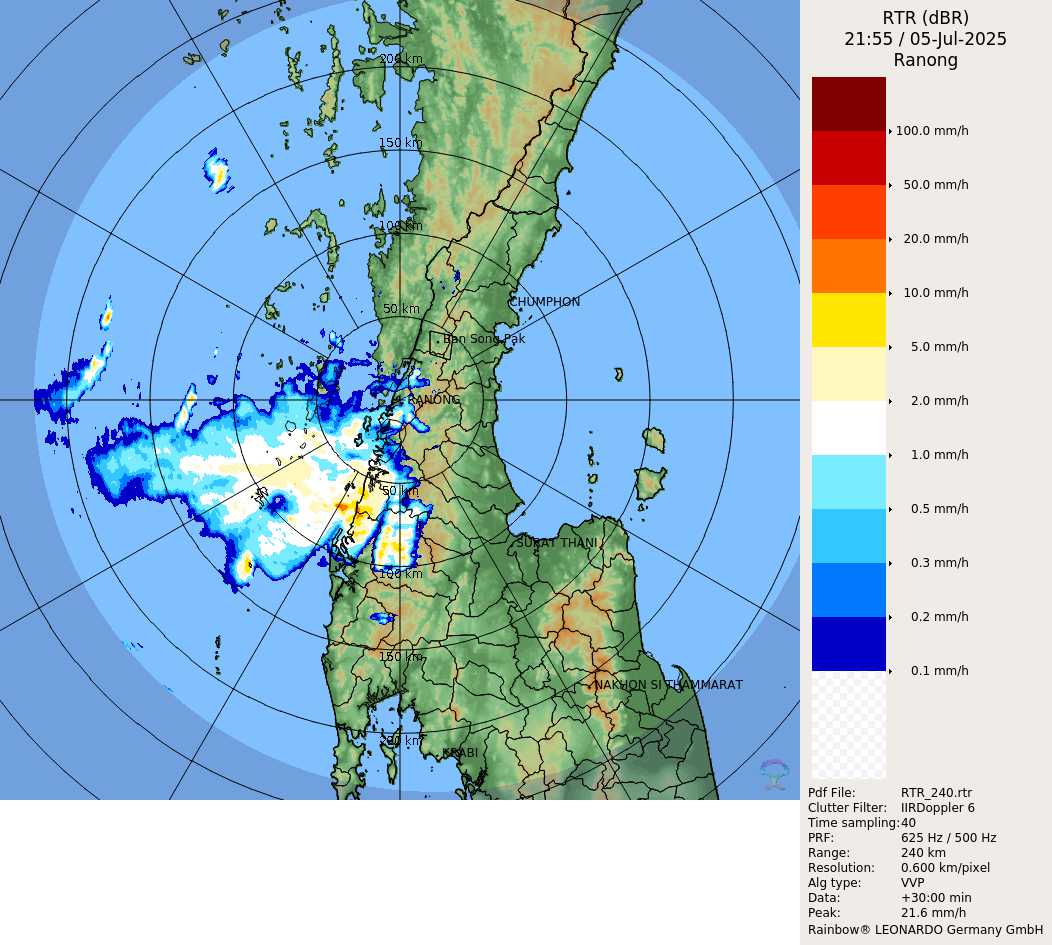 RTR (dBR)
21:55 / 05-Jul-2025
Ranong
200 km
150 km
100 km
50 km
CHUMPHON
Ban Song Pak
RANONG
50 km
SURAT THANI
100 km
150 km
NAKHON SI THAMMARAT
200 km
KRABI
100.0 mm/h
50.0 mm/h
20.0 mm/h
10.0 mm/h
5.0 mm/h
2.0 mm/h
1.0 mm/h
0.5 mm/h
0.3 mm/h
0.2 mm/h
0.1 mm/h
Pdf File: RTR_240.rtr
Clutter Filter: IIRDoppler 6
Time sampling:40
PRF: 625 Hz / 500 Hz
Range: 240 km
Resolution: 0.600 km/pixel
Alg type: VVP
Data: +30:00 min
Peak: 21.6 mm/h
Rainbow® LEONARDO Germany GmbH